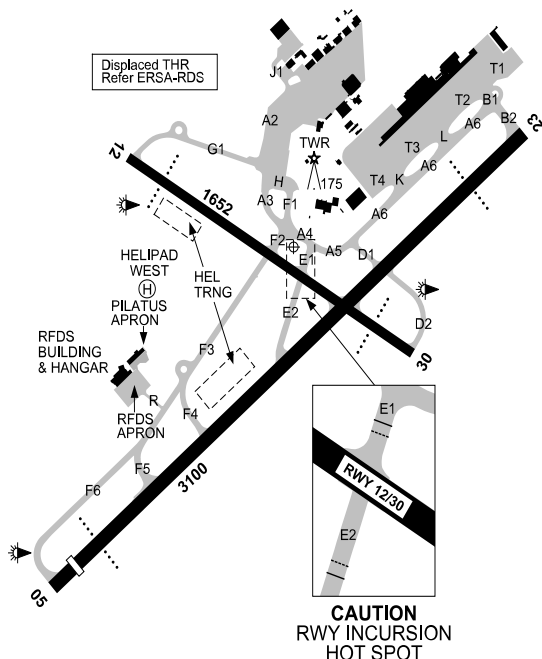 Displaced THR
Refer ERSA-RDS
J1
T1
A2
T2
B1
B2
A6
23
G1
TWR
L
T3
A6
12
1652
H
175
T4
K
A3
F1
A6
F2
A4
A5
D1
E1
HELIPAD
WEST
H
PILATUS
APRON
HEL
TRNG
E2
D2
30
RFDS
BUILDING
& HANGAR
F3
R
RFDS
APRON
F4
F5
3100
F6
05
E1
RWY 12/30
E2
CAUTION
RWY INCURSION
HOT SPOT